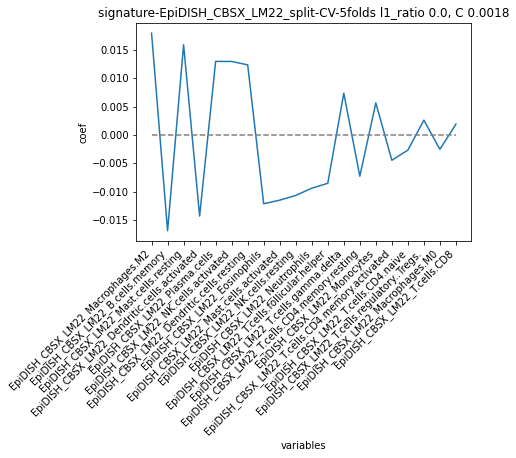 signature-EpiDISH_CBSX_LM22_split-CV-5folds l1_ratio 0.0, C 0.0018
0.015
0.010
0.005
0.000
−0.005
−0.010
−0.015
coef
EpiDISH_CBSX_LM22_Macrophages.M2
EpiDISH_CBSX_LM22_B.cells.memory
EpiDISH_CBSX_LM22_Mast.cells.resting
EpiDISH_CBSX_LM22_Dendritic.cells.activated
EpiDISH_CBSX_LM22_Plasma.cells
EpiDISH_CBSX_LM22_NK.cells.activated
EpiDISH_CBSX_LM22_Dendritic.cells.resting
EpiDISH_CBSX_LM22_Eosinophils
EpiDISH_CBSX_LM22_Mast.cells.activated
EpiDISH_CBSX_LM22_NK.cells.resting
EpiDISH_CBSX_LM22_Neutrophils
EpiDISH_CBSX_LM22_T.cells.follicular.helper
EpiDISH_CBSX_LM22_T.cells.gamma.delta
EpiDISH_CBSX_LM22_T.cells.CD4.memory.resting
EpiDISH_CBSX_LM22_Monocytes
EpiDISH_CBSX_LM22_T.cells.CD4.memory.activated
EpiDISH_CBSX_LM22_T.cells.CD4.naive
EpiDISH_CBSX_LM22_T.cells.regulatory..Tregs.
EpiDISH_CBSX_LM22_Macrophages.M0
EpiDISH_CBSX_LM22_T.cells.CD8
variables